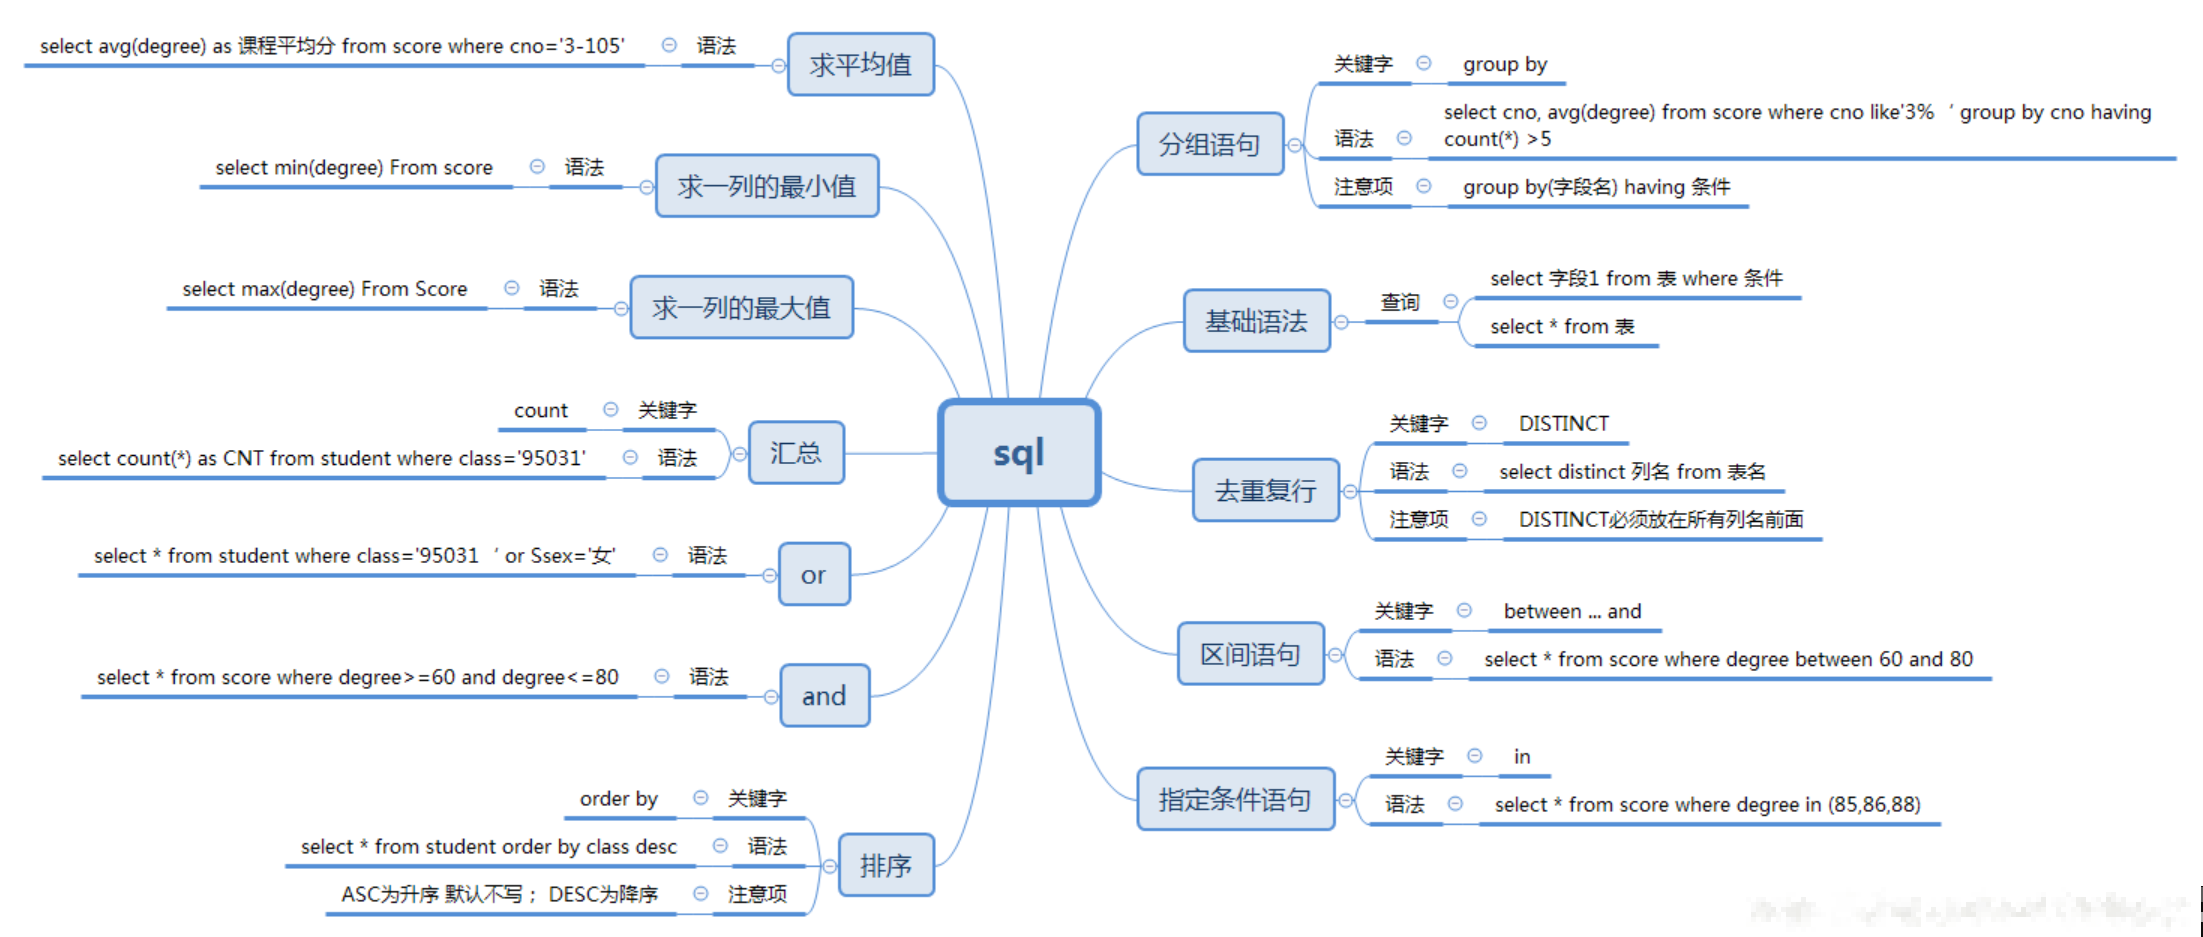 sql
分组语句
关键字
group by
语法
select cno, avg(degree) from score where cno like'3% ‘ group by cno having
count(*) >5
注意项
group by(字段名) having 条件
基础语法
查询
select 字段1 from 表 where 条件
select * from 表
去重复行
关键字
DISTINCT
语法
select distinct 列名 from 表名
注意项
DISTINCT必须放在所有列名前面
区间语句
关键字
between ... and
语法
select * from score where degree between 60 and 80
指定条件语句
关键字
in
语法
select * from score where degree in (85,86,88)
求平均值
语法
select avg(degree) as 课程平均分 from score where cno='3-105'
求一列的最小值
语法
select min(degree) From score
求一列的最大值
语法
select max(degree) From Score
汇总
关键字
count
语法
select count(*) as CNT from student where class='95031'
or
语法
select * from student where class='95031 ‘ or Ssex='女'
and
语法
select * from score where degree>=60 and degree<=80
排序
关键字
order by
语法
select * from student order by class desc
注意项
ASC为升序 默认不写； DESC为降序